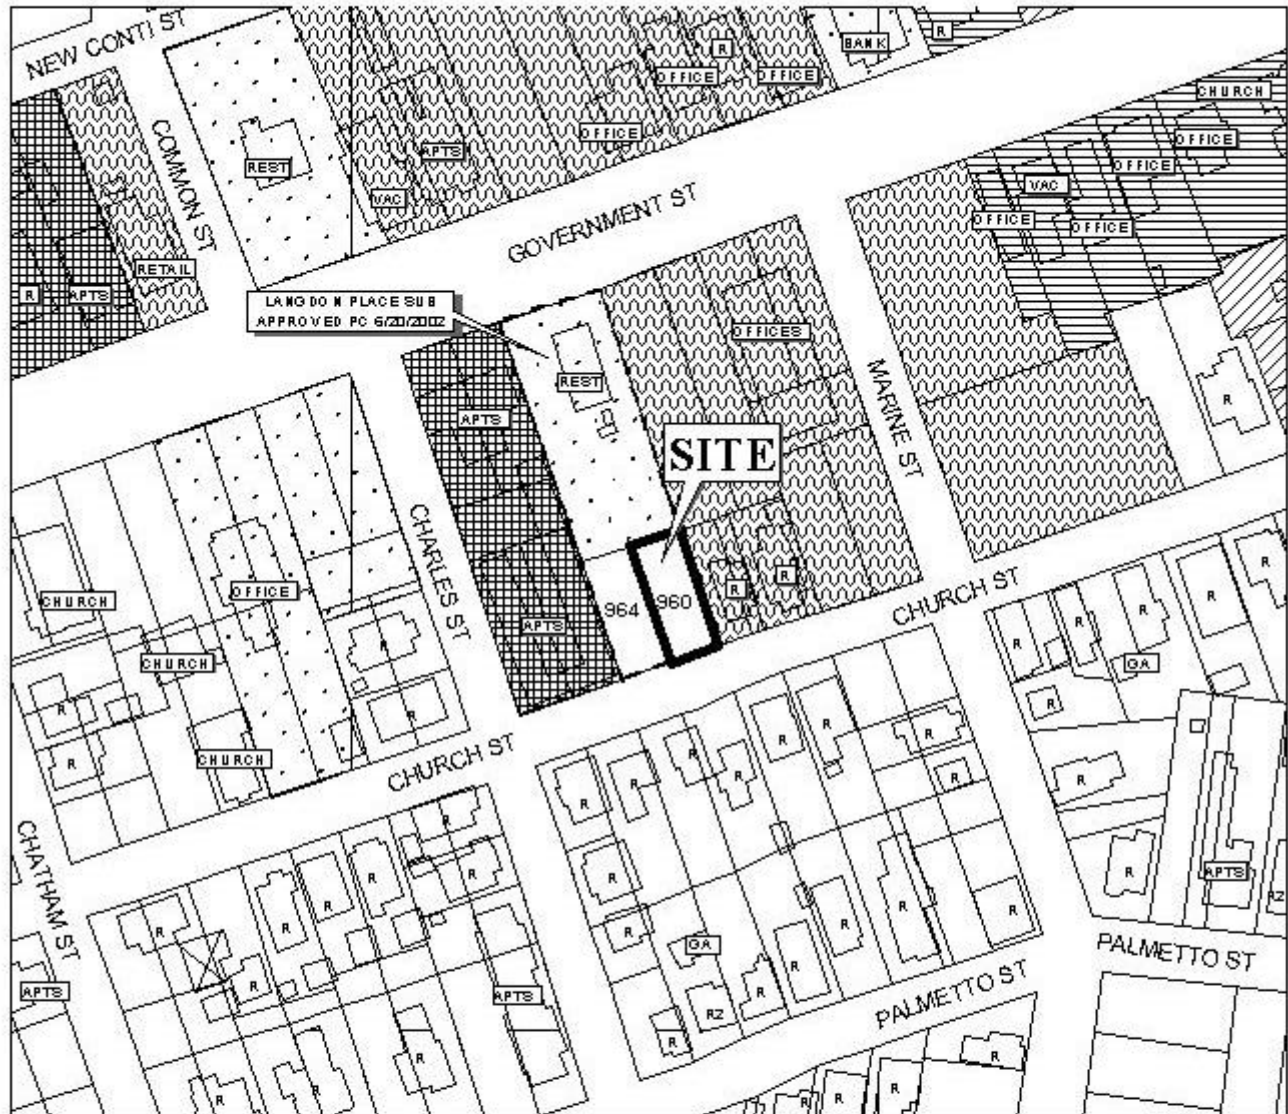 NEW CONTI ST
BANK
R
R
OFFICE
OFFICE
CHURCH
COMMON ST
OFFICE
OFFICE
APTS
REST
OFFICE
VAC
VAC
GOVERNMENT ST
OFFICE
OFFICE
RETAIL
R
APTS
LANGDON PLACE SUB
APPROVED PC 6/20/2002
OFFICES
REST
MARINE ST
R
APTS
SITE
CHARLES ST
R
CHURCH ST
R
R
R
R
CHURCH
OFFICE
964
960
APTS
R
R
GA
R
CHURCH
R
R
R
R
CHURCH
CHURCH ST
R
R
R
R
R
R
R
R
R
CHATHAM ST
R
R
R
R
R
R
APTS
RZ
R
R
R
R
R
GA
PALMETTO ST
R
R
PALMETTO ST
APTS
APTS
R
RZ
R
R
R
R
R
R
R